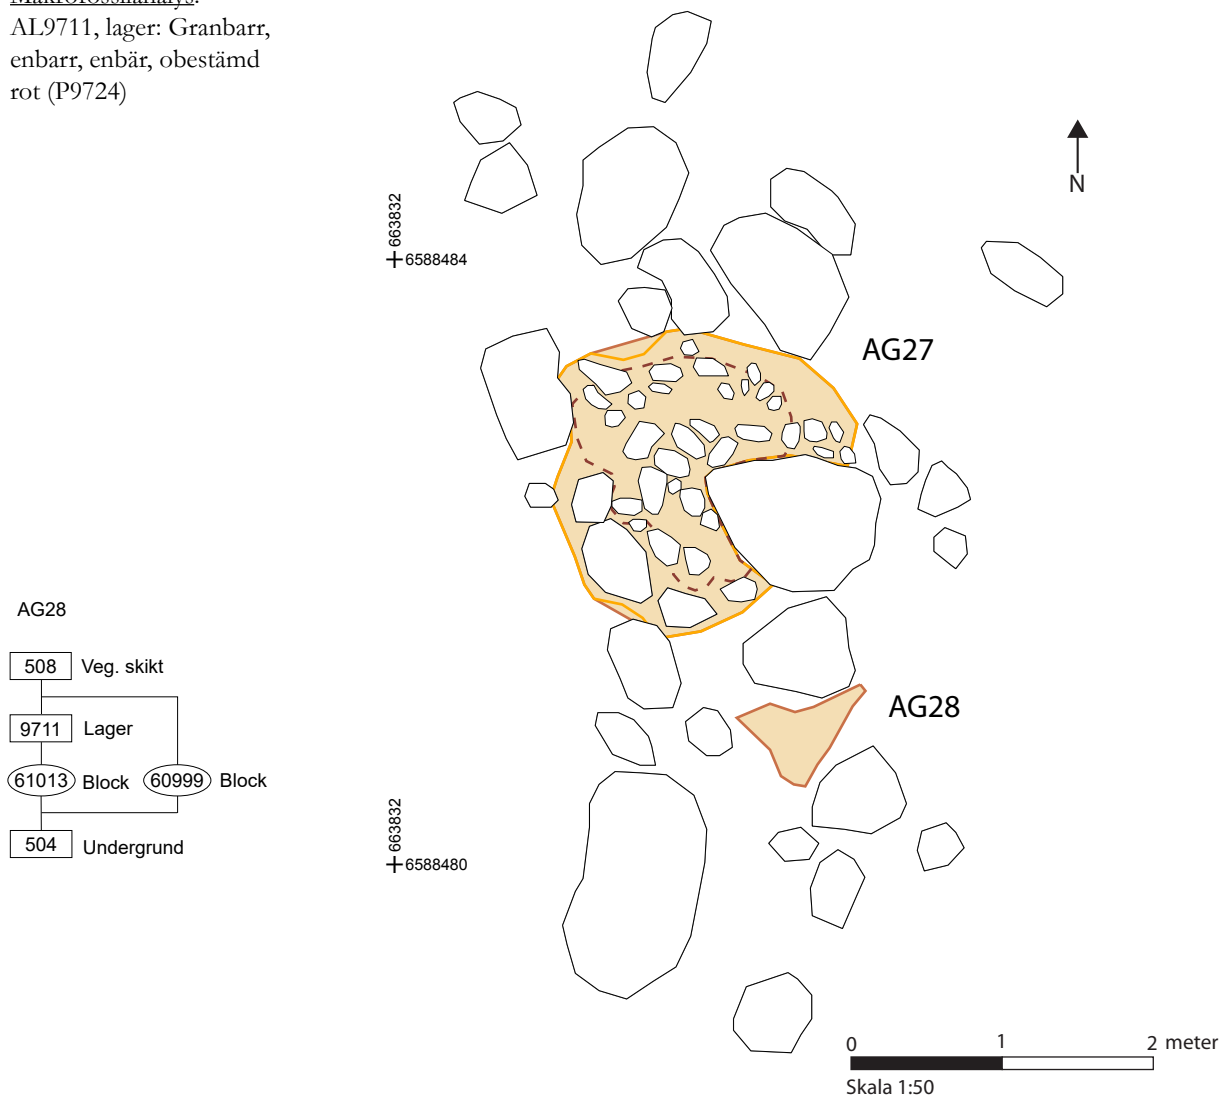 AL9711, lager: Granbarr,
enbarr, enbär, obestämd
rot (P9724)
N
663832
6588484
AG27
AG28
508 Veg. skikt
9711 Lager
61013 Block 60999 Block
504 Undergrund
AG28
663832
6588480
0 1 2 meter
Skala 1:50